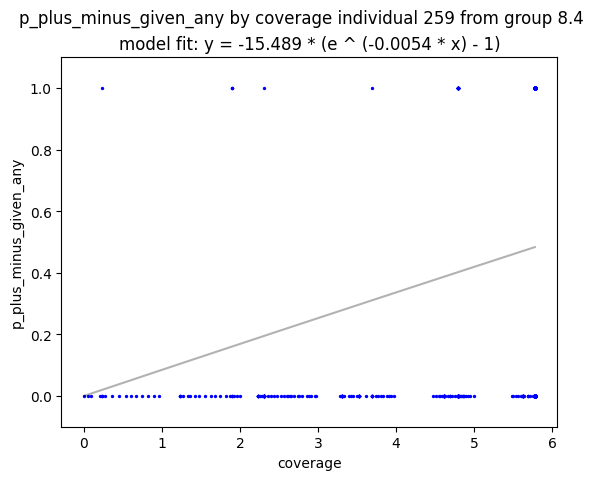 p_plus_minus_given_any by coverage individual 259 from group 8.4
model fit: y = -15.489 * (e ^ (-0.0054 * x) - 1)
1.0
0.8
0.6
0.4
0.2
0.0
p_plus_minus_given_any
0 1 2 3 4 5 6
coverage